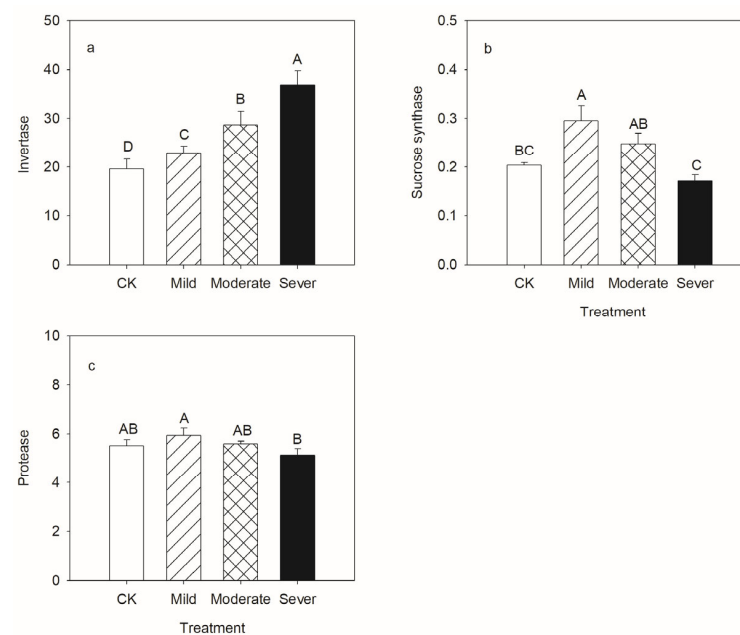 50
40
30
20
10
0
Invertase
a
D
C
B
A
CK Mild Moderate Sever
0.5
0.4
0.3
0.2
0.1
0.0
Sucrose synthase
b
BC
A
AB
C
CK Mild Moderate Sever
Treatment
10
8
6
4
2
0
Protease
c
AB
A
AB
B
CK Mild Moderate Sever
Treatment